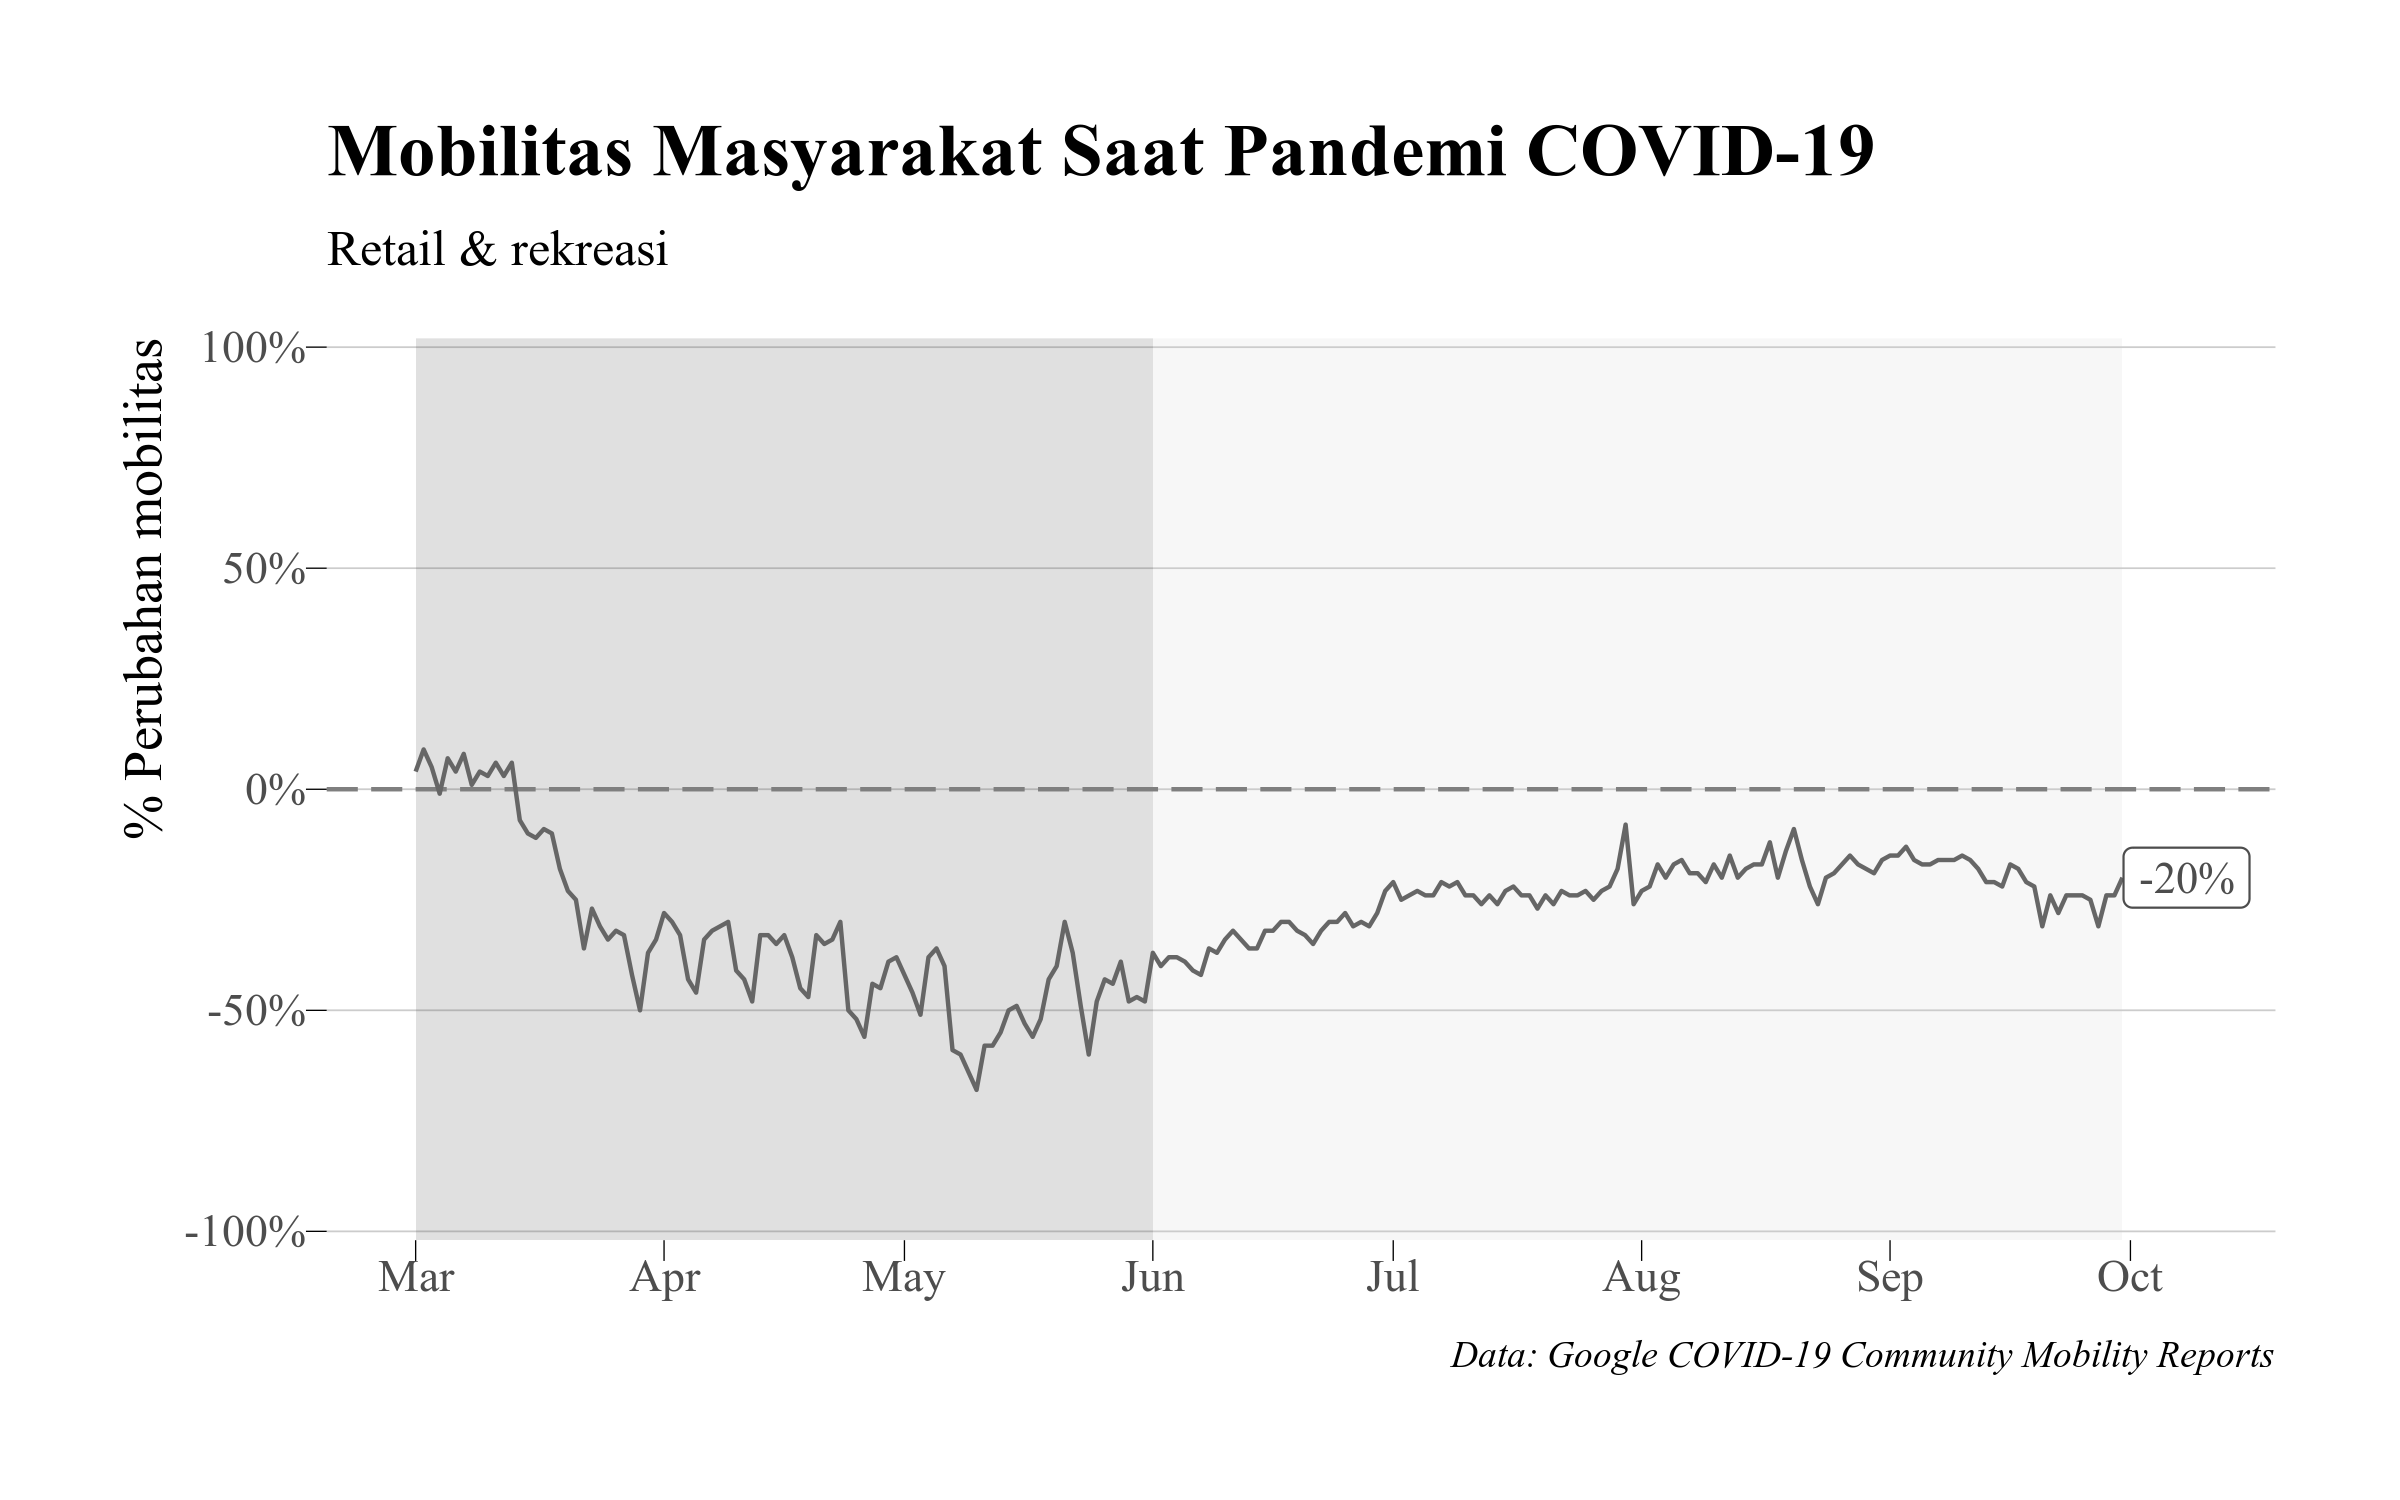 Mobilitas Masyarakat Saat Pandemi COVID-19
Retail & rekreasi
% Perubahan mobilitas
100%
50%
0%
-50%
-100%
-20%
Mar Apr May Jun Jul Aug Sep Oct
Data: Google COVID-19 Community Mobility Reports